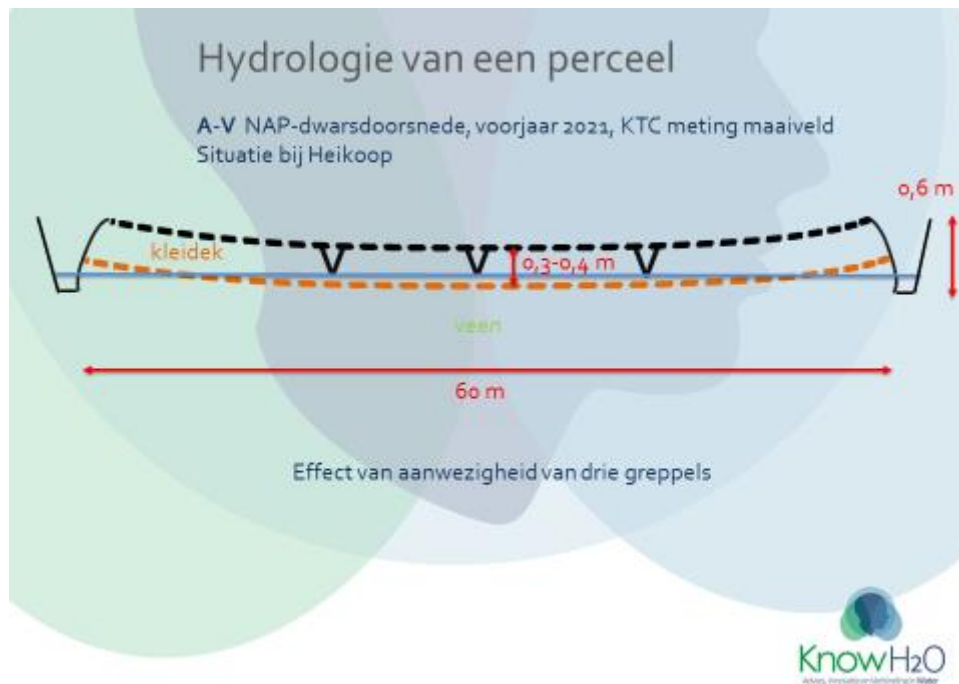 Hydrologie van een perceel
A-V NAP-dwarsdoorsnede, voorjaar 2021, KTC meting maaiveld
Situatie bij Heikoop
0,6 m
kleidek
0,3-0,4 m
veen
60 m
Effect van aanwezigheid van drie greppels
KnowH2O